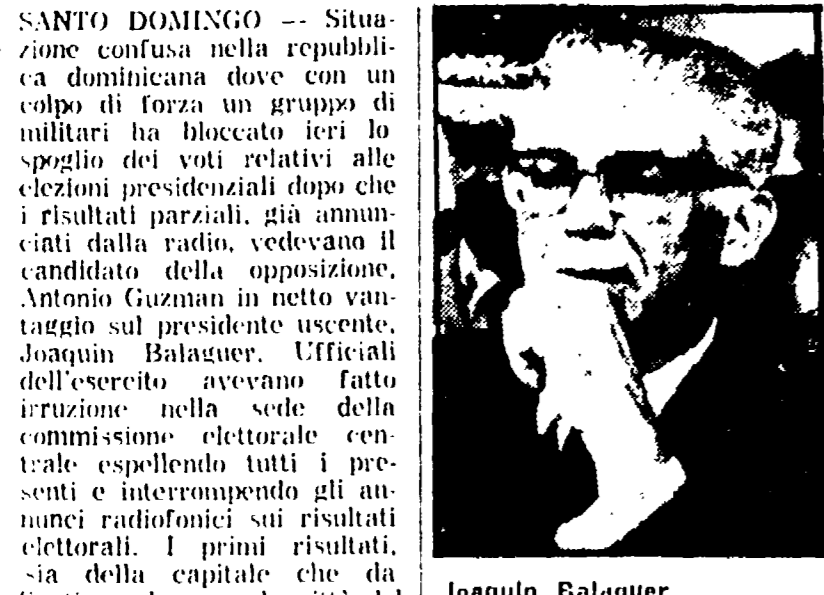 SANTO DOMINGO -- Situa-
zione confusa nella repubbli-
ca dominicana dove con un
colpo di forza un gruppo di
militari ha bloccato ieri lo
spoglio dei voti relativi alle
elezioni presidenziali dopo che
i risultati parziali, già annun-
ciati dalla radio, vedevano il
candidato della opposizione,
Antonio Guzman in netto van-
taggio sul presidente uscente,
Joaquin Balaguer. Ufficiali
dell'esercito avevano fatto
irruzione nella sede della
commissione elettorale cen-
trale espellendo tutti i pre-
senti e interrompendo gli an-
nunci radiofonici sui risultati
elettorali. I primi risultati,
sia della capitale che da
Joaquin Balaguer